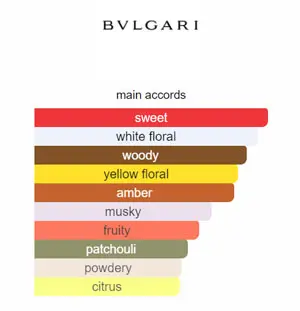 BVLGARI
main accords
sweet
white floral
woody
yellow floral
amber
musky
fruity
patchouli
powdery
citrus